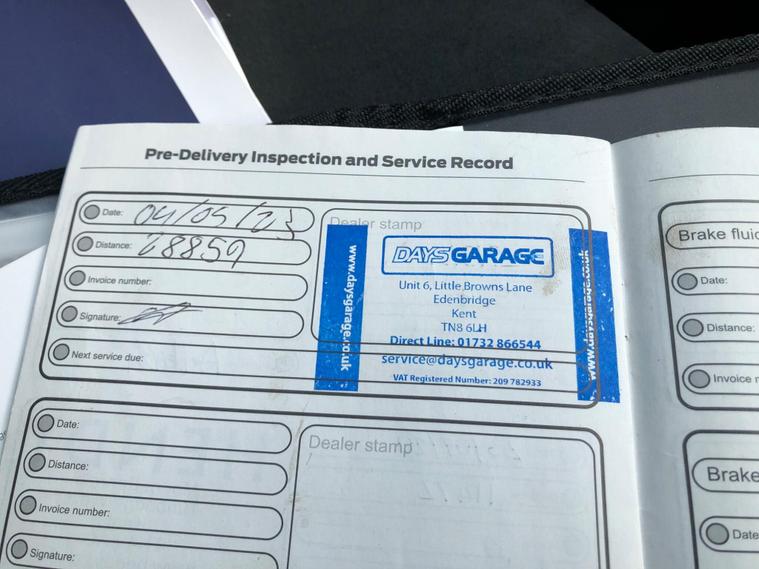 Pre-Delivery Inspection and Service Record
Date: 04/05/23
Distance: 28859
Invoice number:
Signature:
Next service due:
Dealer stamp
www.daysgarage.co.uk
DAYS GARAGE
Unit 6, Little Browns Lane
Edenbridge
Kent
TN8 6LH
Direct Line: 01732 866544
service@daysgarage.co.uk
VAT Registered Number: 209 782933
www.daysgarage.co.uk
Date:
Distance:
Invoice number:
Signature:
Dealer stamp
Brake fluid
Date:
Distance:
Invoice n
Brake
Date